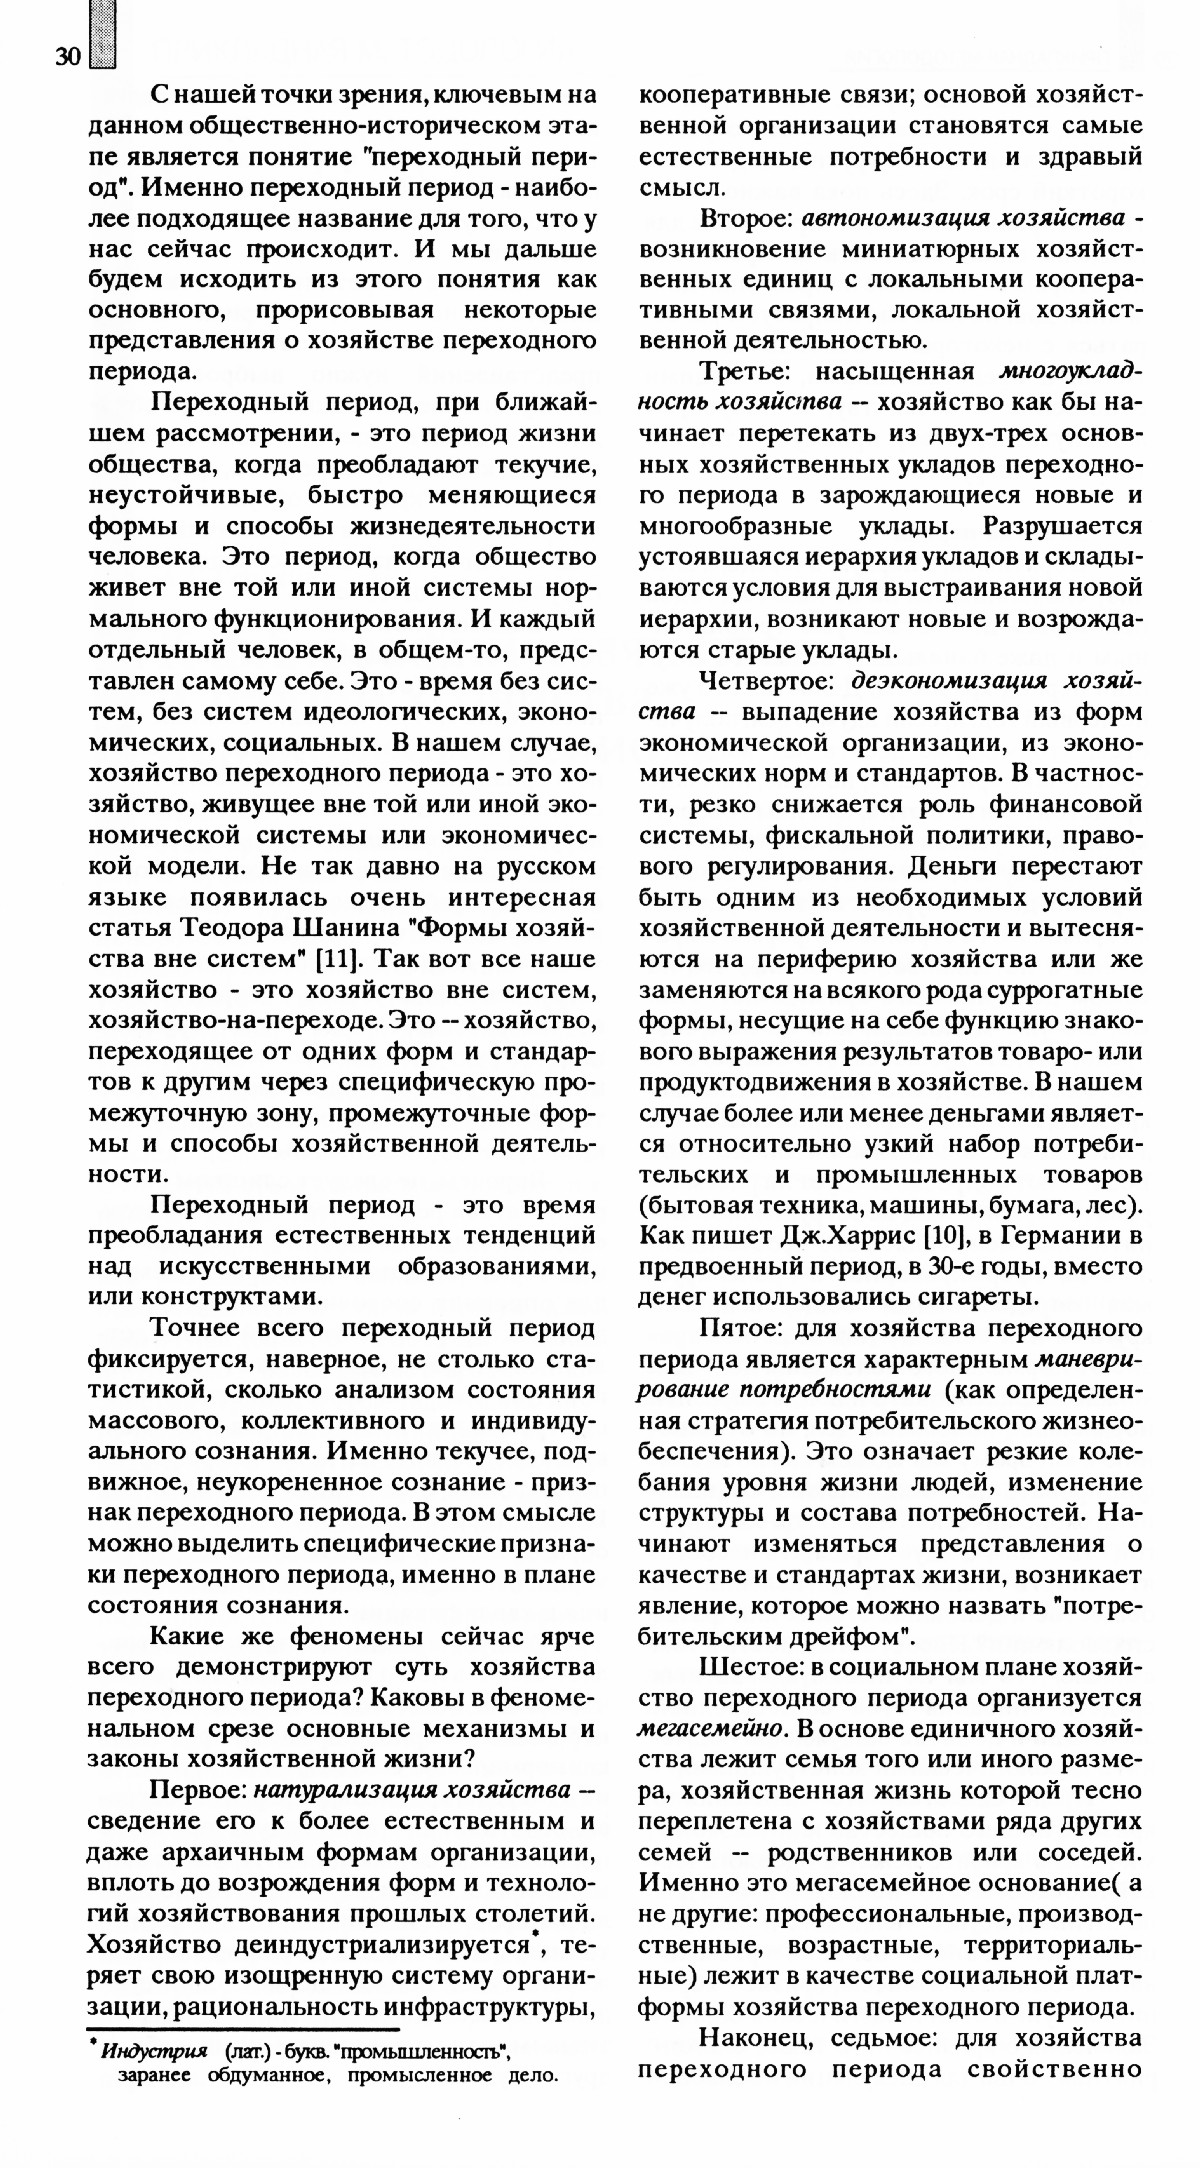 30
С нашей точки зрения, ключевым на
данном общественно-историческом эта-
пе является понятие "переходный пери-
од". Именно переходный период - наибо-
лее подходящее название для того, что у
нас сейчас происходит. И мы дальше
будем исходить из этого понятия как
основного, прорисовывая некоторые
представления о хозяйстве переходного
периода.
Переходный период, при ближай-
шем рассмотрении, - это период жизни
общества, когда преобладают текучие,
неустойчивые, быстро меняющиеся
формы и способы жизнедеятельности
человека. Это период, когда общество
живет вне той или иной системы нор-
мального функционирования. И каждый
отдельный человек, в общем-то, предс-
тавлен самому себе. Это - время без сис-
тем, без систем идеологических, эконо-
мических, социальных. В нашем случае,
хозяйство переходного периода - это хо-
зяйство, живущее вне той или иной эко-
номической системы или экономичес-
кой модели. Не так давно на русском
языке появилась очень интересная
статья Теодора Шанина "Формы хозяй-
ства вне систем" [11]. Так вот все наше
хозяйство - это хозяйство вне систем,
хозяйство-на-переходе. Это -- хозяйство,
переходящее от одних форм и стандар-
тов к другим через специфическую про-
межуточную зону, промежуточные фор-
мы и способы хозяйственной деятель-
ности.
Переходный период - это время
преобладания естественных тенденций
над искусственными образованиями,
или конструктами.
Точнее всего переходный период
фиксируется, наверное, не столько ста-
тистикой, сколько анализом состояния
массового, коллективного и индивиду-
ального сознания. Именно текучее, под-
вижное, неукорененное сознание - приз-
нак переходного периода. В этом смысле
можно выделить специфические призна-
ки переходного периода, именно в плане
состояния сознания.
Какие же феномены сейчас ярче
всего демонстрируют суть хозяйства
переходного периода? Каковы в феноме-
нальном срезе основные механизмы и
законы хозяйственной жизни?
Первое: натурализация хозяйства --
сведение его к более естественным и
даже архаичным формам организации,
вплоть до возрождения форм и техноло-
гий хозяйствования прошлых столетий.
Хозяйство деиндустриализируется*, те-
ряет свою изощренную систему органи-
зации, рациональность инфраструктуры,
* Индустрия (лат.) - букв. "промышленность",
заранее обдуманное, промысленное дело.
кооперативные связи; основой хозяйст-
венной организации становятся самые
естественные потребности и здравый
смысл.
Второе: автономизация хозяйства -
возникновение миниатюрных хозяйст-
венных единиц с локальными коопера-
тивными связями, локальной хозяйст-
венной деятельностью.
Третье: насыщенная многоуклад-
ность хозяйства -- хозяйство как бы на-
чинает перетекать из двух-трех основ-
ных хозяйственных укладов переходно-
го периода в зарождающиеся новые и
многообразные уклады. Разрушается
устоявшаяся иерархия укладов и склады-
ваются условия для выстраивания новой
иерархии, возникают новые и возрожда-
ются старые уклады.
Четвертое: деэкономизация хозяй-
ства -- выпадение хозяйства из форм
экономической организации, из эконо-
мических норм и стандартов. В частнос-
ти, резко снижается роль финансовой
системы, фискальной политики, право-
вого регулирования. Деньги перестают
быть одним из необходимых условий
хозяйственной деятельности и вытесня-
ются на периферию хозяйства или же
заменяются на всякого рода суррогатные
формы, несущие на себе функцию знако-
вого выражения результатов товаро- или
продуктодвижения в хозяйстве. В нашем
случае более или менее деньгами являет-
ся относительно узкий набор потреби-
тельских и промышленных товаров
(бытовая техника, машины, бумага, лес).
Как пишет Дж.Харрис [10], в Германии в
предвоенный период, в 30-е годы, вместо
денег использовались сигареты.
Пятое: для хозяйства переходного
периода является характерным маневри-
рование потребностями (как определен-
ная стратегия потребительского жизнео-
беспечения). Это означает резкие коле-
бания уровня жизни людей, изменение
структуры и состава потребностей. На-
чинают изменяться представления о
качестве и стандартах жизни, возникает
явление, которое можно назвать "потре-
бительским дрейфом".
Шестое: в социальном плане хозяй-
ство переходного периода организуется
мегасемейно. В основе единичного хозяй-
ства лежит семья того или иного разме-
ра, хозяйственная жизнь которой тесно
переплетена с хозяйствами ряда других
семей -- родственников или соседей.
Именно это мегасемейное основание( а
не другие: профессиональные, производ-
ственные, возрастные, территориаль-
ные) лежит в качестве социальной плат-
формы хозяйства переходного периода.
Наконец, седьмое: для хозяйства
переходного периода свойственно